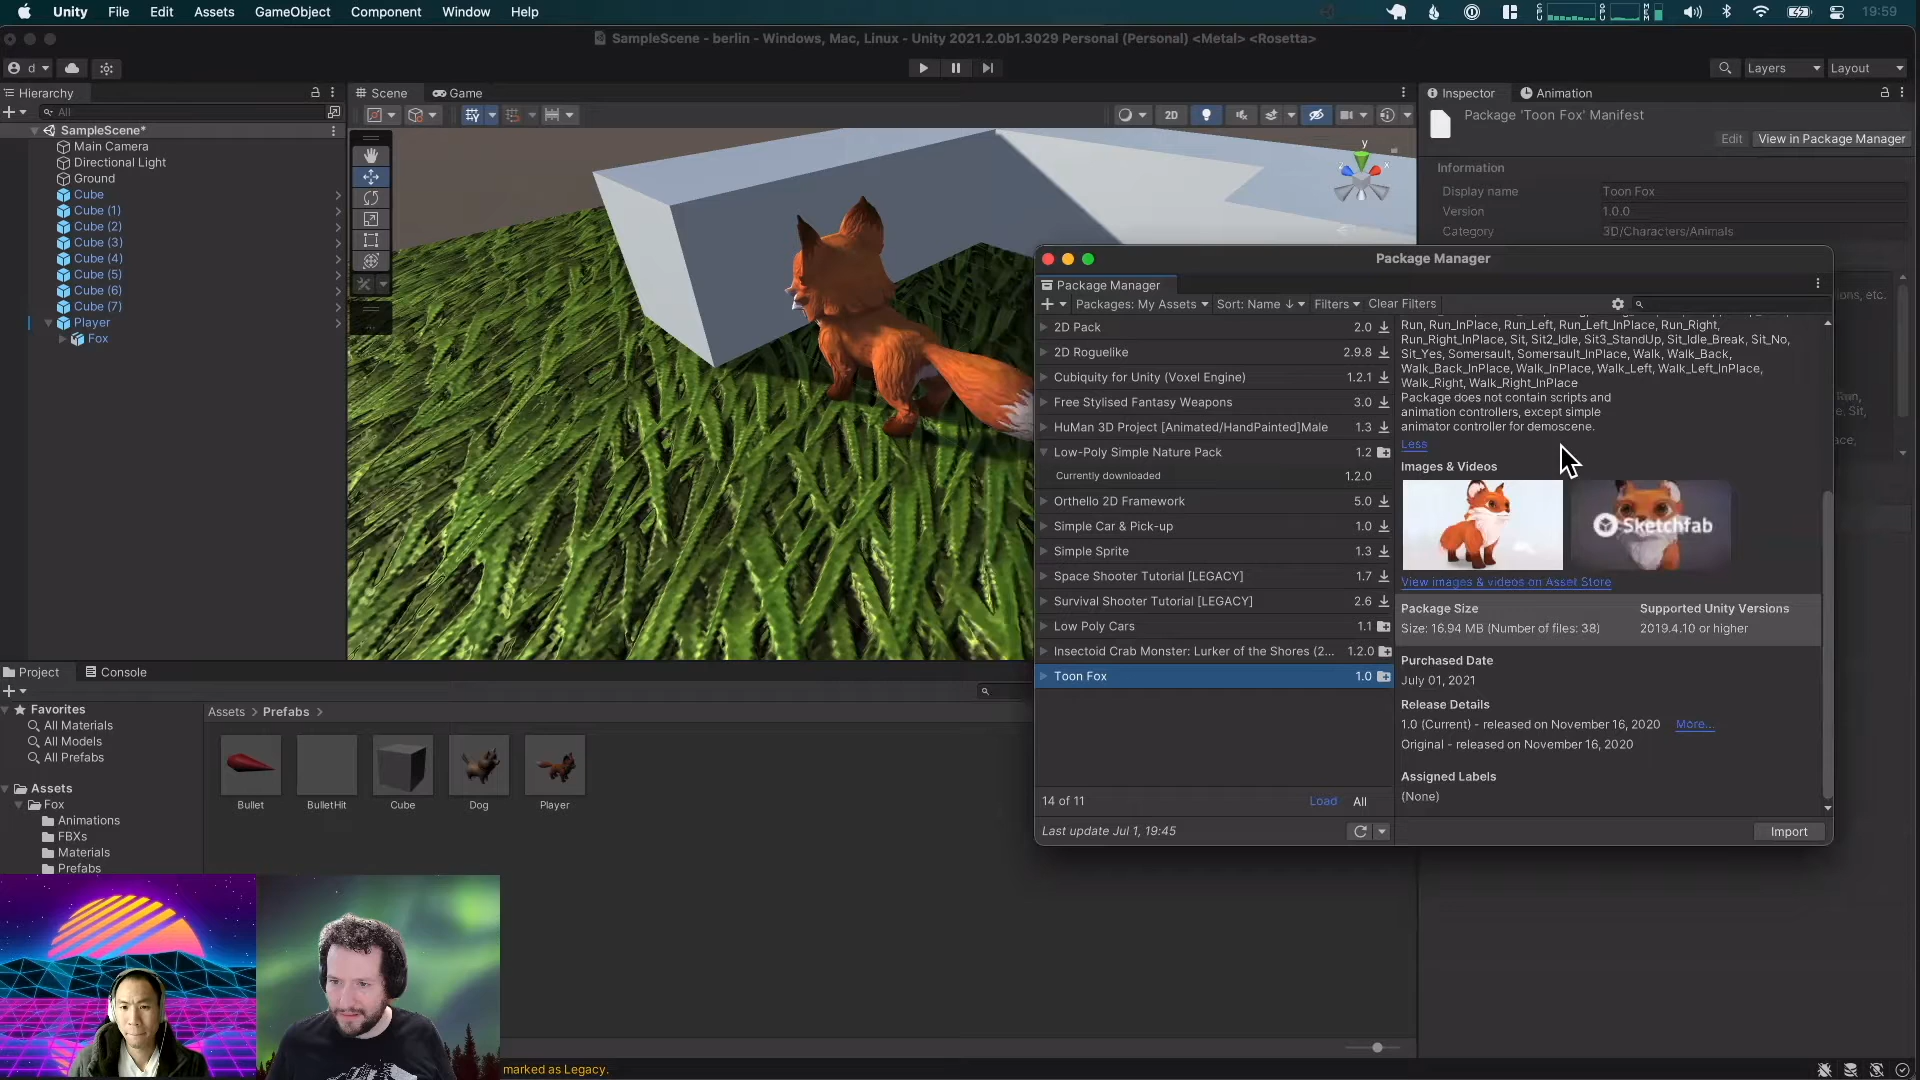 Unity File Edit Assets GameObject Component Window Help 19:59
SampleScene - berlin - Windows, Mac, Linux - Unity 2021.2.0b1.3029 Personal (Personal) <Metal> <Rosetta>
d
Layers Layout
Hierarchy
All
SampleScene*
Main Camera
Directional Light
Ground
Cube
Cube (1)
Cube (2)
Cube (3)
Cube (4)
Cube (5)
Cube (6)
Cube (7)
Player
Fox
Scene Game
2D
y
Inspector Animation
Package 'Toon Fox' Manifest
Edit View in Package Manager
Information
Display name Toon Fox
Version 1.0.0
Category 3D/Characters/Animals
Package Manager
Package Manager
Packages: My Assets Sort: Name ↓ Filters Clear Filters
2D Pack 2.0
2D Roguelike 2.9.8
Cubiquity for Unity (Voxel Engine) 1.2.1
Free Stylised Fantasy Weapons 3.0
HuMan 3D Project [Animated/HandPainted]Male 1.3
Low-Poly Simple Nature Pack 1.2
Currently downloaded 1.2.0
Orthello 2D Framework 5.0
Simple Car & Pick-up 1.0
Simple Sprite 1.3
Space Shooter Tutorial [LEGACY] 1.7
Survival Shooter Tutorial [LEGACY] 2.6
Low Poly Cars 1.1
Insectoid Crab Monster: Lurker of the Shores (2... 1.2.0
Toon Fox 1.0
14 of 11 Load All
Last update Jul 1, 19:45
Run, Run_InPlace, Run_Left, Run_Left_InPlace, Run_Right,
Run_Right_InPlace, Sit, Sit2_Idle, Sit3_StandUp, Sit_Idle_Break, Sit_No,
Sit_Yes, Somersault, Somersault_InPlace, Walk, Walk_Back,
Walk_Back_InPlace, Walk_InPlace, Walk_Left, Walk_Left_InPlace,
Walk_Right, Walk_Right_InPlace
Package does not contain scripts and
animation controllers, except simple
animator controller for demoscene.
Less
Images & Videos
Sketchfab
View images & videos on Asset Store
Package Size Supported Unity Versions
Size: 16.94 MB (Number of files: 38) 2019.4.10 or higher
Purchased Date
July 01, 2021
Release Details
1.0 (Current) - released on November 16, 2020 More...
Original - released on November 16, 2020
Assigned Labels
(None)
Import
Project Console
Favorites
All Materials
All Models
All Prefabs
Assets
Fox
Animations
FBXs
Materials
Prefabs
Assets > Prefabs >
Bullet BulletHit Cube Dog Player
marked as Legacy.